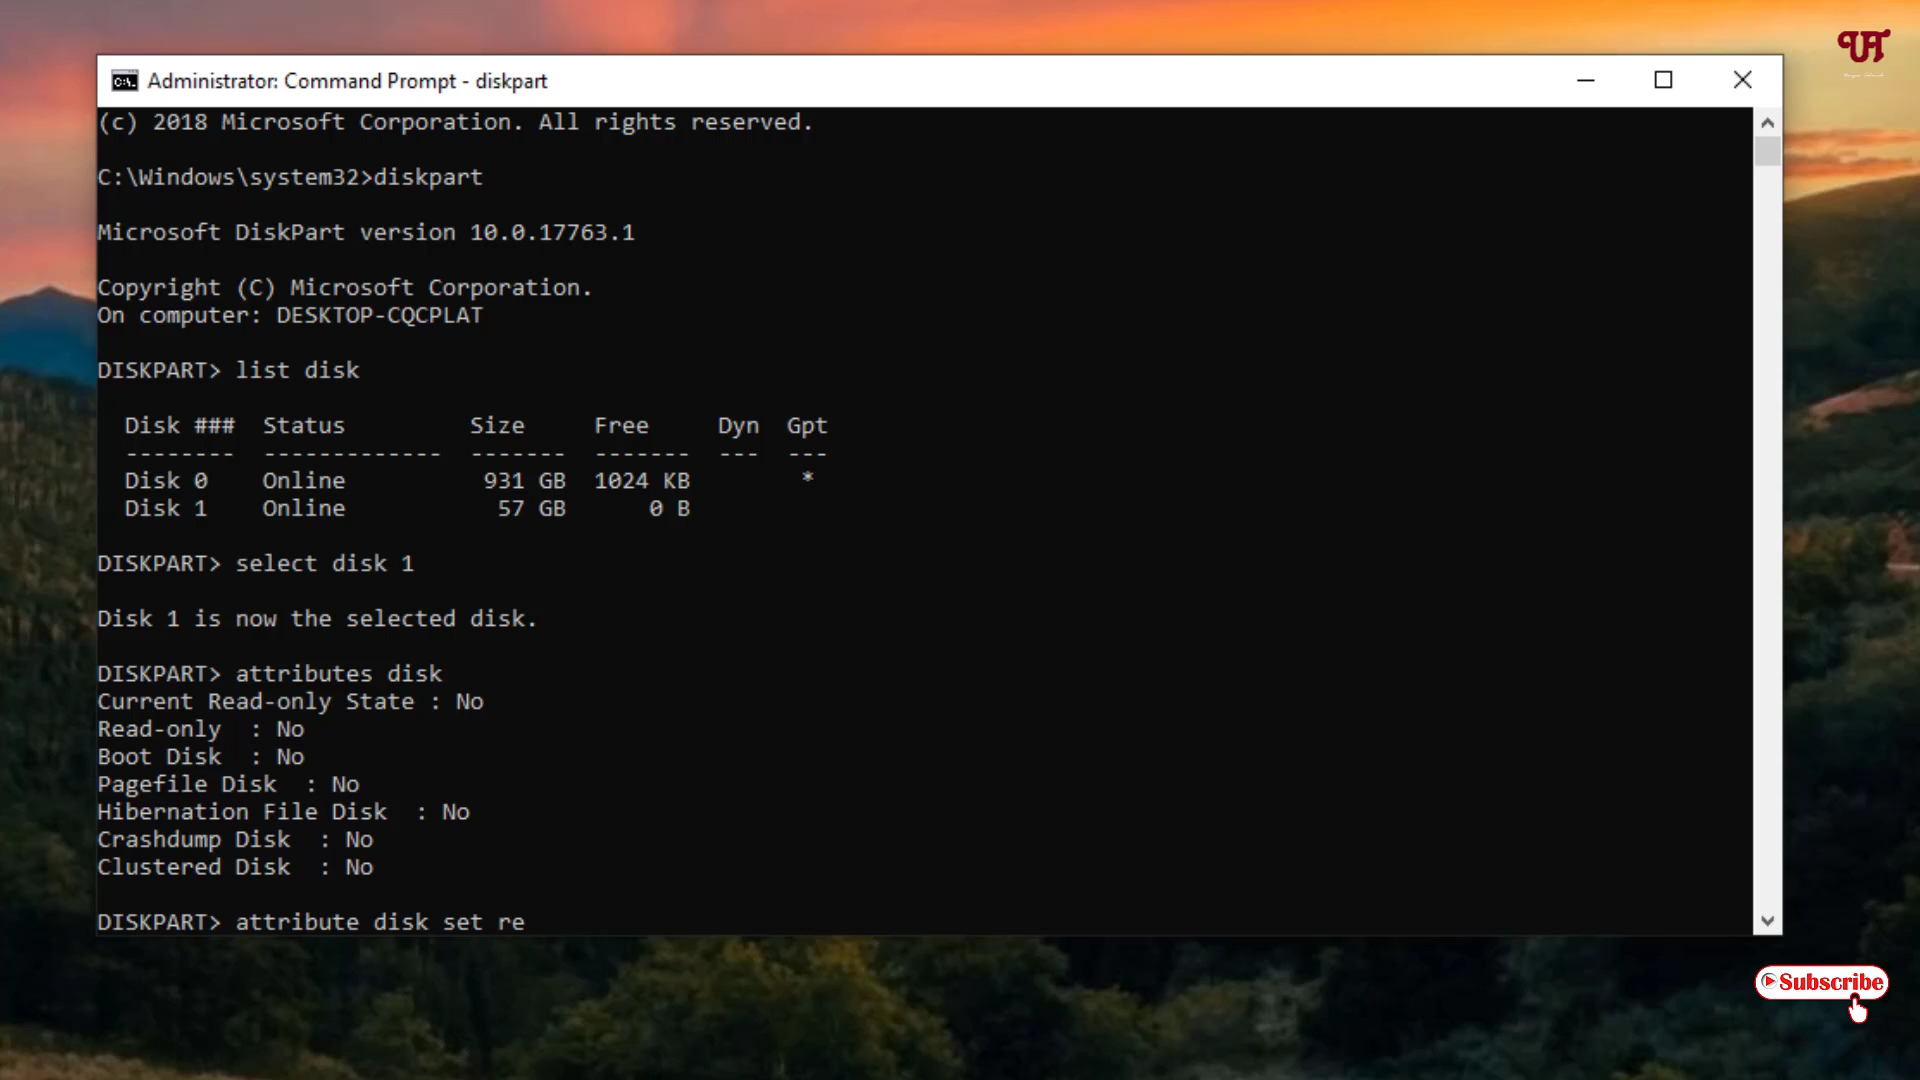 UT
Administrator: Command Prompt - diskpart
(c) 2018 Microsoft Corporation. All rights reserved.
C:\Windows\system32>diskpart
Microsoft DiskPart version 10.0.17763.1
Copyright (C) Microsoft Corporation.
On computer: DESKTOP-CQCPLAT
DISKPART> list disk
Disk ###  Status         Size     Free     Dyn  Gpt
--------  -------------  -------  -------  ---  ---
Disk 0    Online          931 GB  1024 KB        *
Disk 1    Online           57 GB      0 B
DISKPART> select disk 1
Disk 1 is now the selected disk.
DISKPART> attributes disk
Current Read-only State : No
Read-only  : No
Boot Disk  : No
Pagefile Disk  : No
Hibernation File Disk  : No
Crashdump Disk  : No
Clustered Disk  : No
DISKPART> attribute disk set re
Subscribe